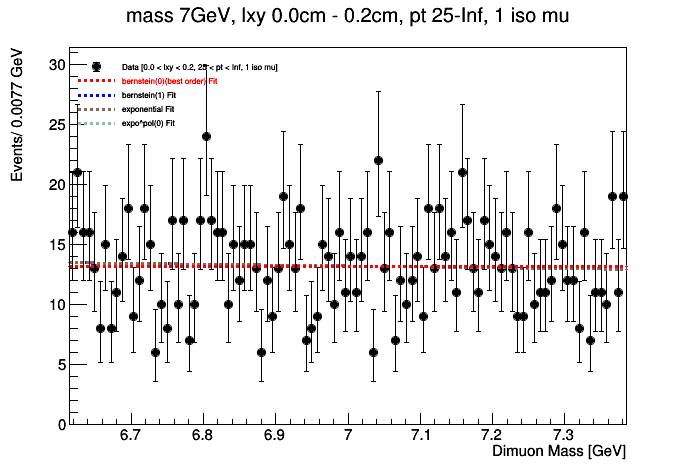 mass 7GeV, lxy 0.0cm - 0.2cm, pt 25-Inf, 1 iso mu
Events/ 0.0077 GeV
30
25
20
15
10
5
0
Data [0.0 < lxy < 0.2, 25 < pt < Inf, 1 iso mu]
bernstein(0)(best order) Fit
bernstein(1) Fit
exponential Fit
expo*pol(0) Fit
6.7 6.8 6.9 7 7.1 7.2 7.3
Dimuon Mass [GeV]